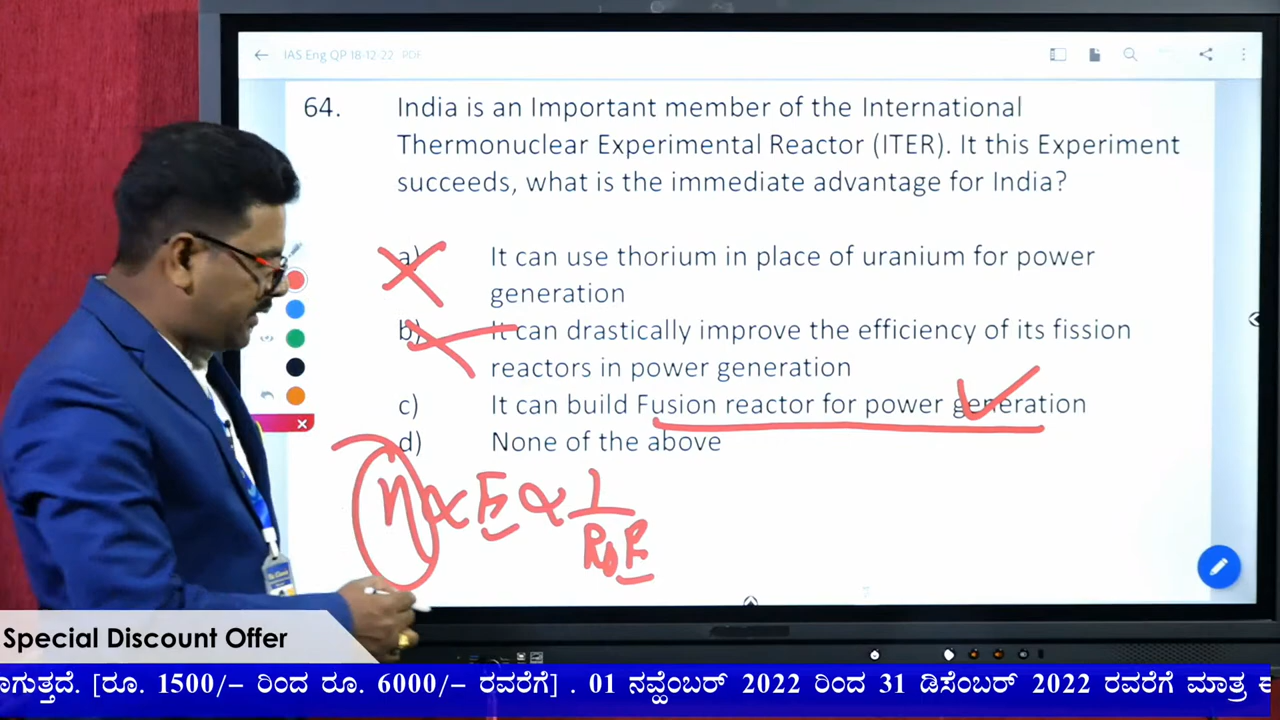 IAS Eng QP 18-12-22 PDF
64. India is an Important member of the International
Thermonuclear Experimental Reactor (ITER). It this Experiment
succeeds, what is the immediate advantage for India?
a) It can use thorium in place of uranium for power
generation
b) It can drastically improve the efficiency of its fission
reactors in power generation
c) It can build Fusion reactor for power generation
d) None of the above
η ∝ E ∝ 1
Special Discount Offer
ಾಗುತ್ತದೆ. [ರೂ. 1500/– ರಿಂದ ರೂ. 6000/– ರವರೆಗೆ] . 01 ನವ್ಹೆಂಬರ್ 2022 ರಿಂದ 31 ಡಿಸೆಂಬರ್ 2022 ರವರೆಗೆ ಮಾತ್ರ ಈ